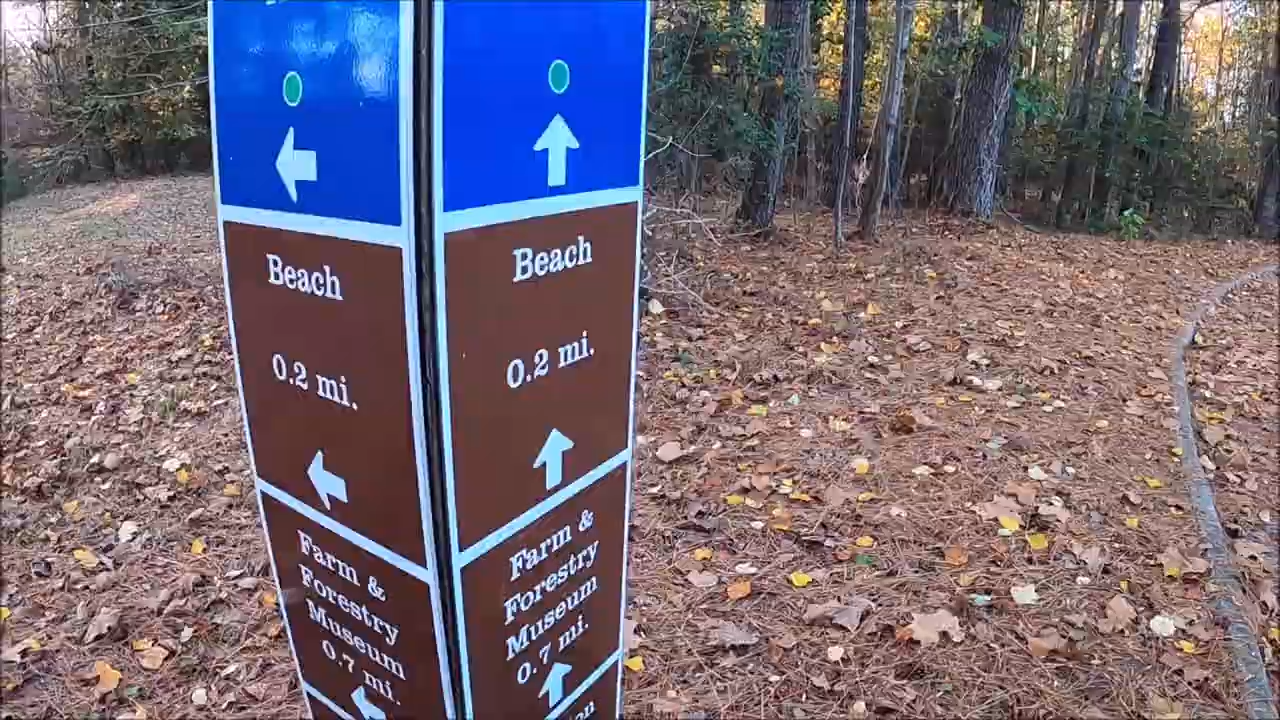 Beach
0.2 mi.
Farm &
Forestry
Museum
0.7 mi.
Beach
0.2 mi.
Farm &
Forestry
Museum
0.7 mi.